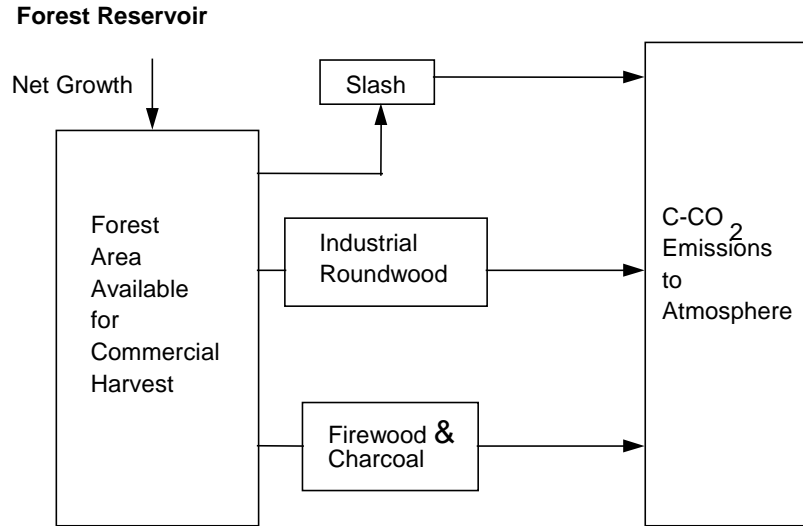 Forest Reservoir
Net Growth
Slash
Forest
Area
Available
for
Commercial
Harvest
Industrial
Roundwood
Firewood &
Charcoal
C-CO2
Emissions
to
Atmosphere